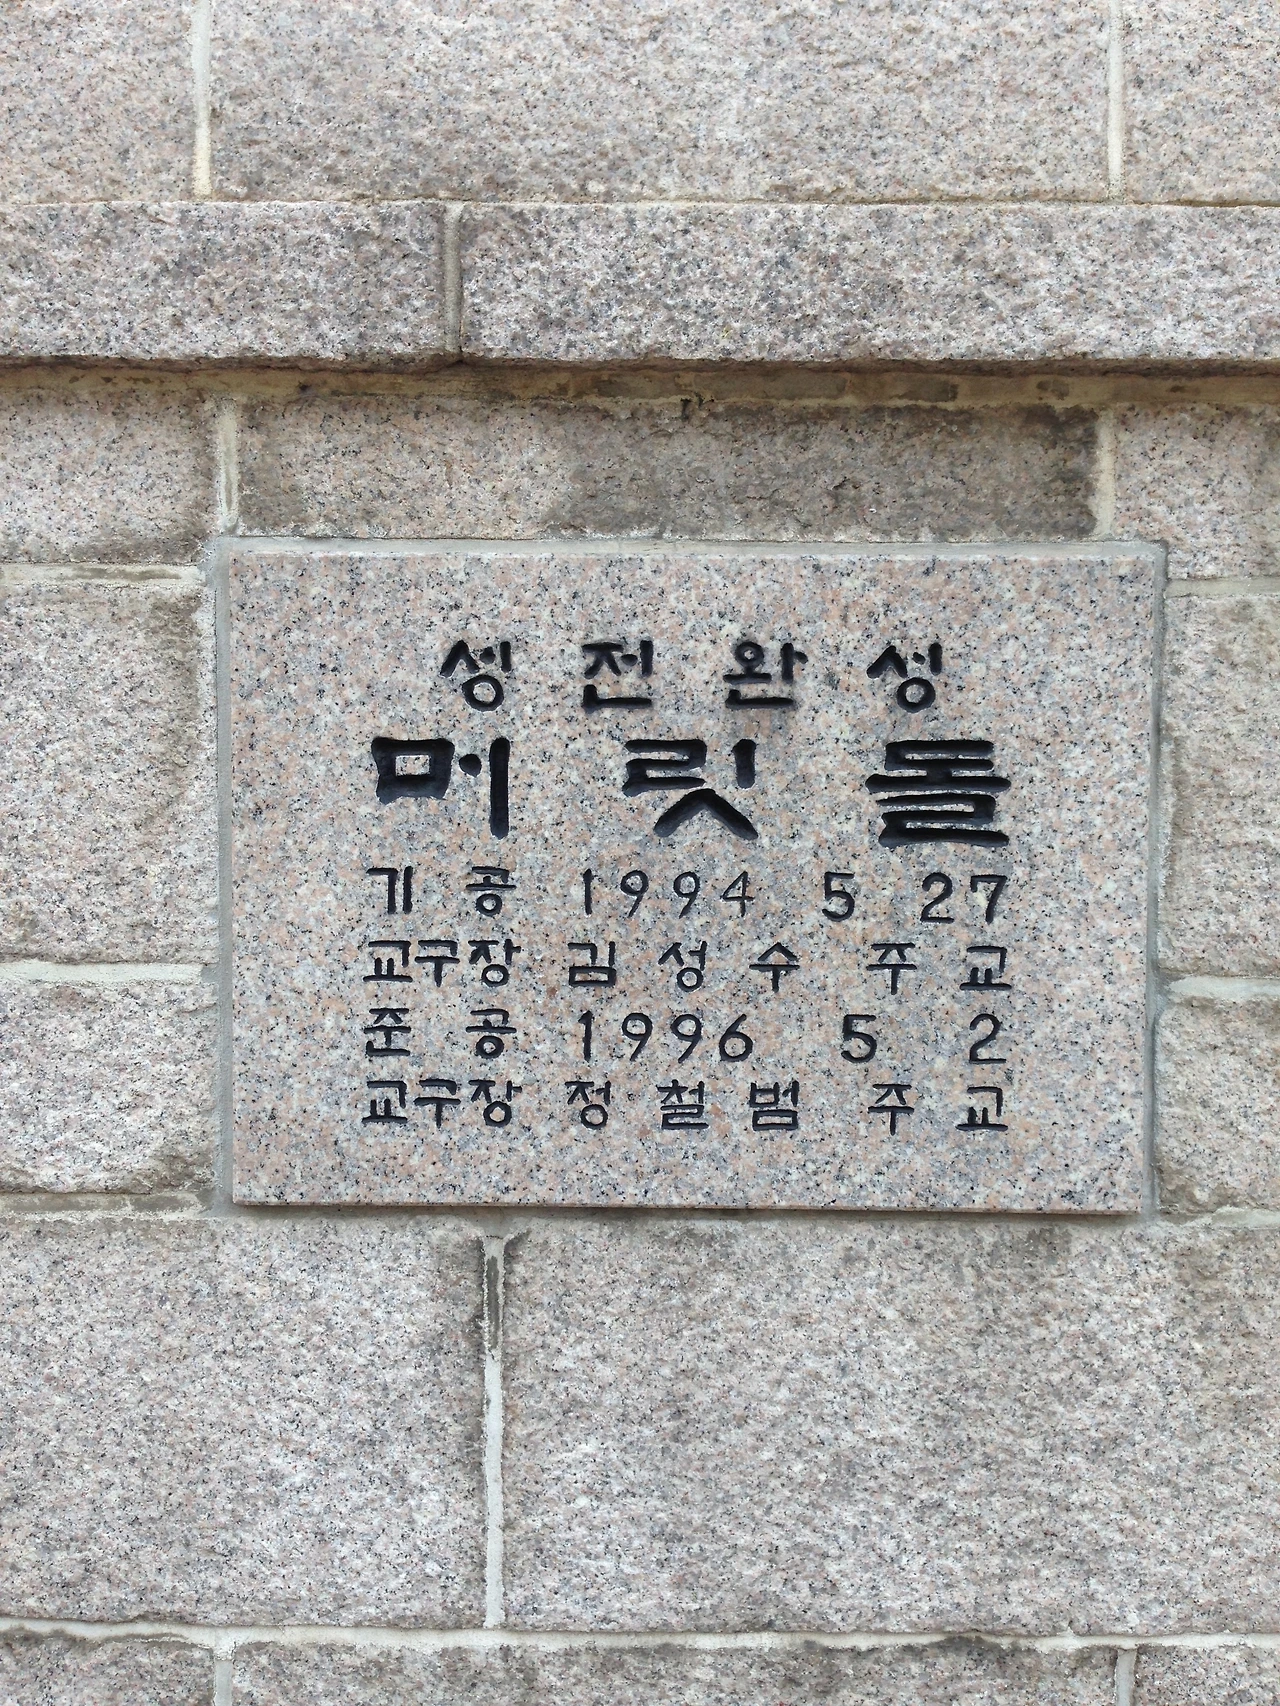 성전완성
머릿돌
기공 1994 5 27
교구장 김성수 주교
준공 1996 5 2
교구장 정철범 주교